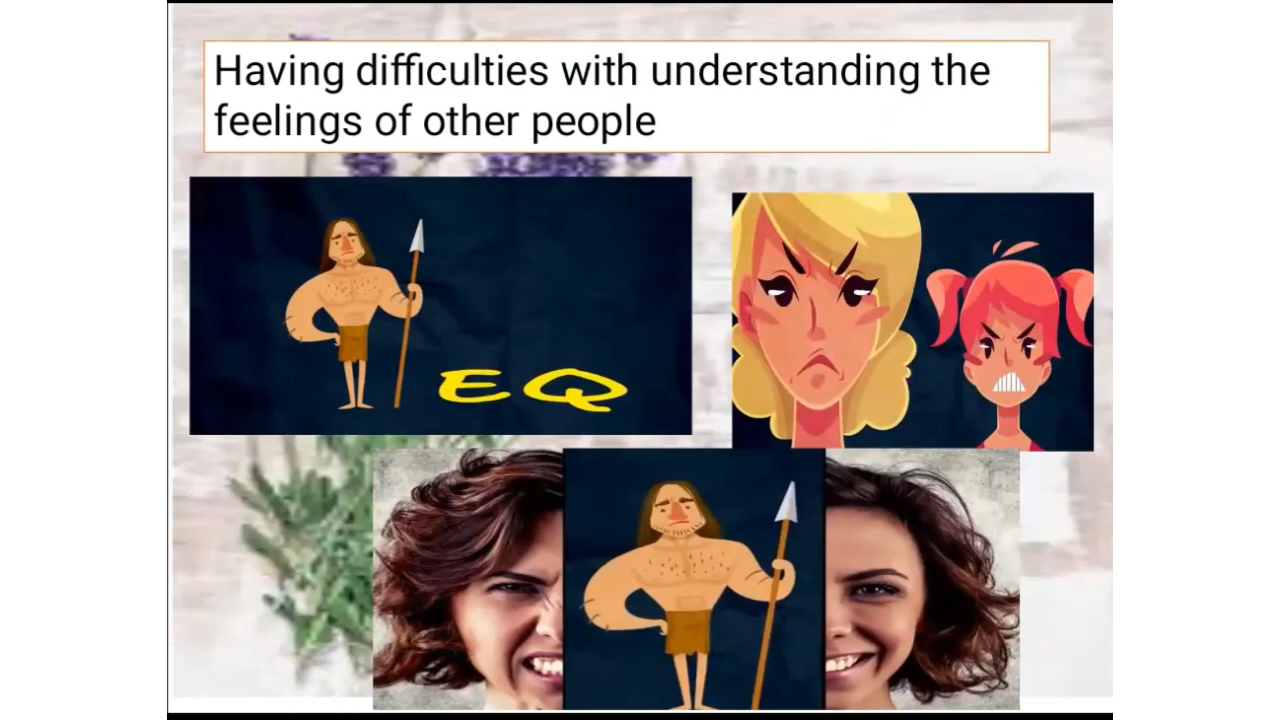 Having difficulties with understanding the
feelings of other people
EQ